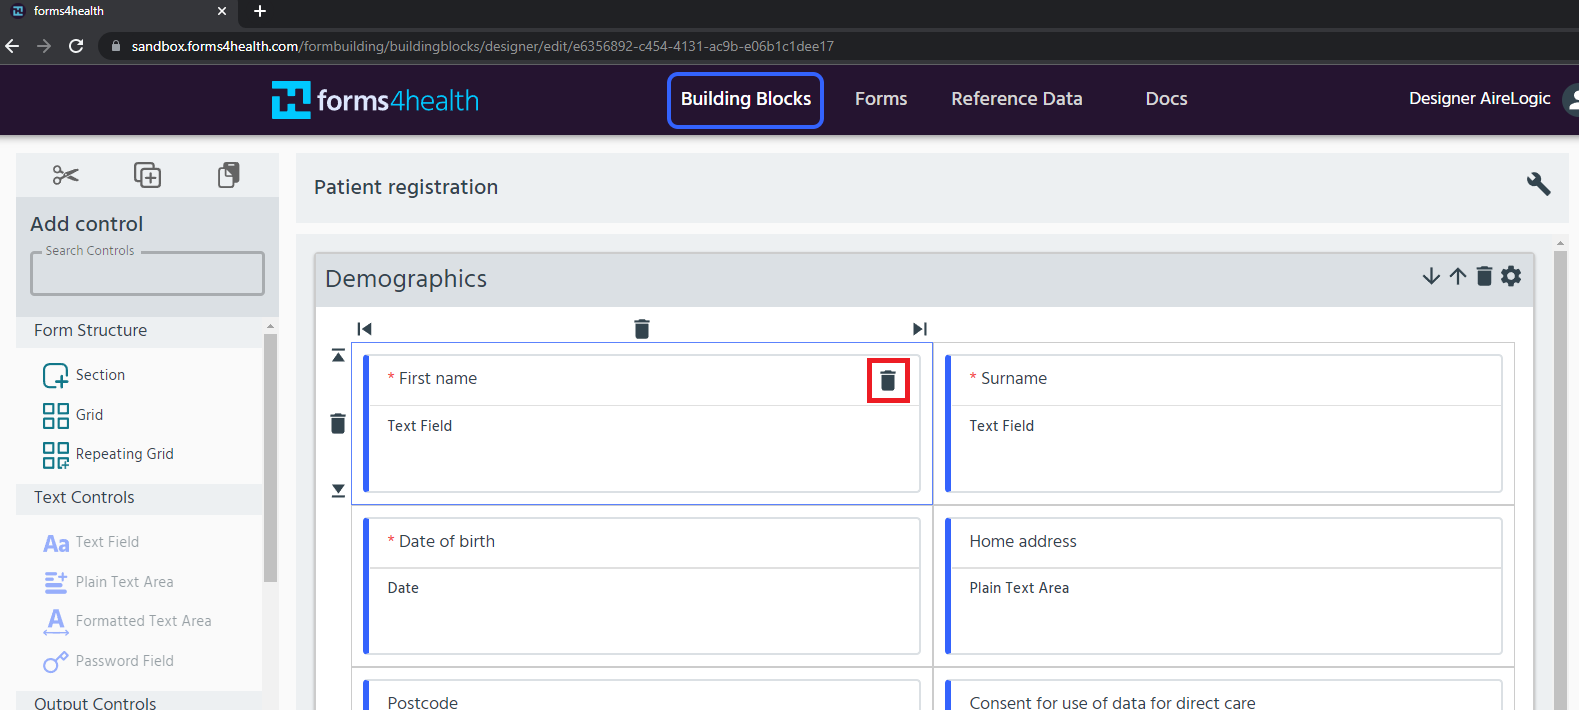 forms4health
sandbox.forms4health.com/formbuilding/buildingblocks/designer/edit/e6356892-c454-4131-ac9b-e06b1c1dee17
forms4health
Building Blocks
Forms
Reference Data
Docs
Designer AireLogic
Add control
Search Controls
Form Structure
Section
Grid
Repeating Grid
Text Controls
Aa Text Field
Plain Text Area
A Formatted Text Area
Password Field
Output Controls
Patient registration
Demographics
* First name
Text Field
* Surname
Text Field
* Date of birth
Date
Home address
Plain Text Area
Postcode
Consent for use of data for direct care